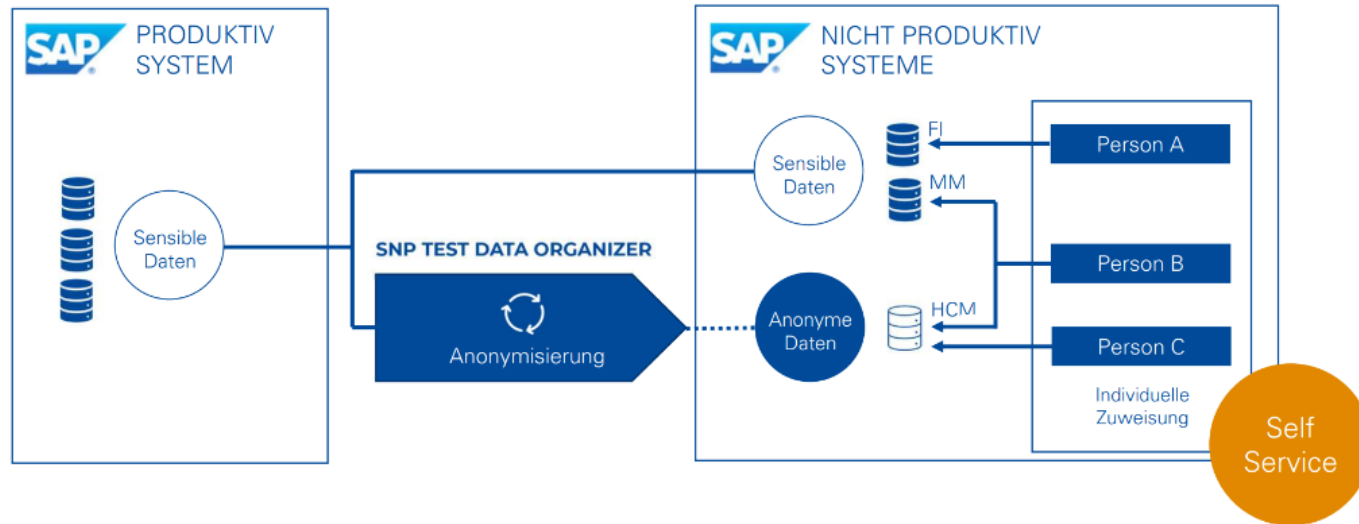 SAP
PRODUKTIV
SYSTEM
Sensible
Daten
SNP TEST DATA ORGANIZER
Anonymisierung
SAP
NICHT PRODUKTIV
SYSTEME
Sensible
Daten
FI
MM
Anonyme
Daten
HCM
Person A
Person B
Person C
Individuelle
Zuweisung
Self
Service